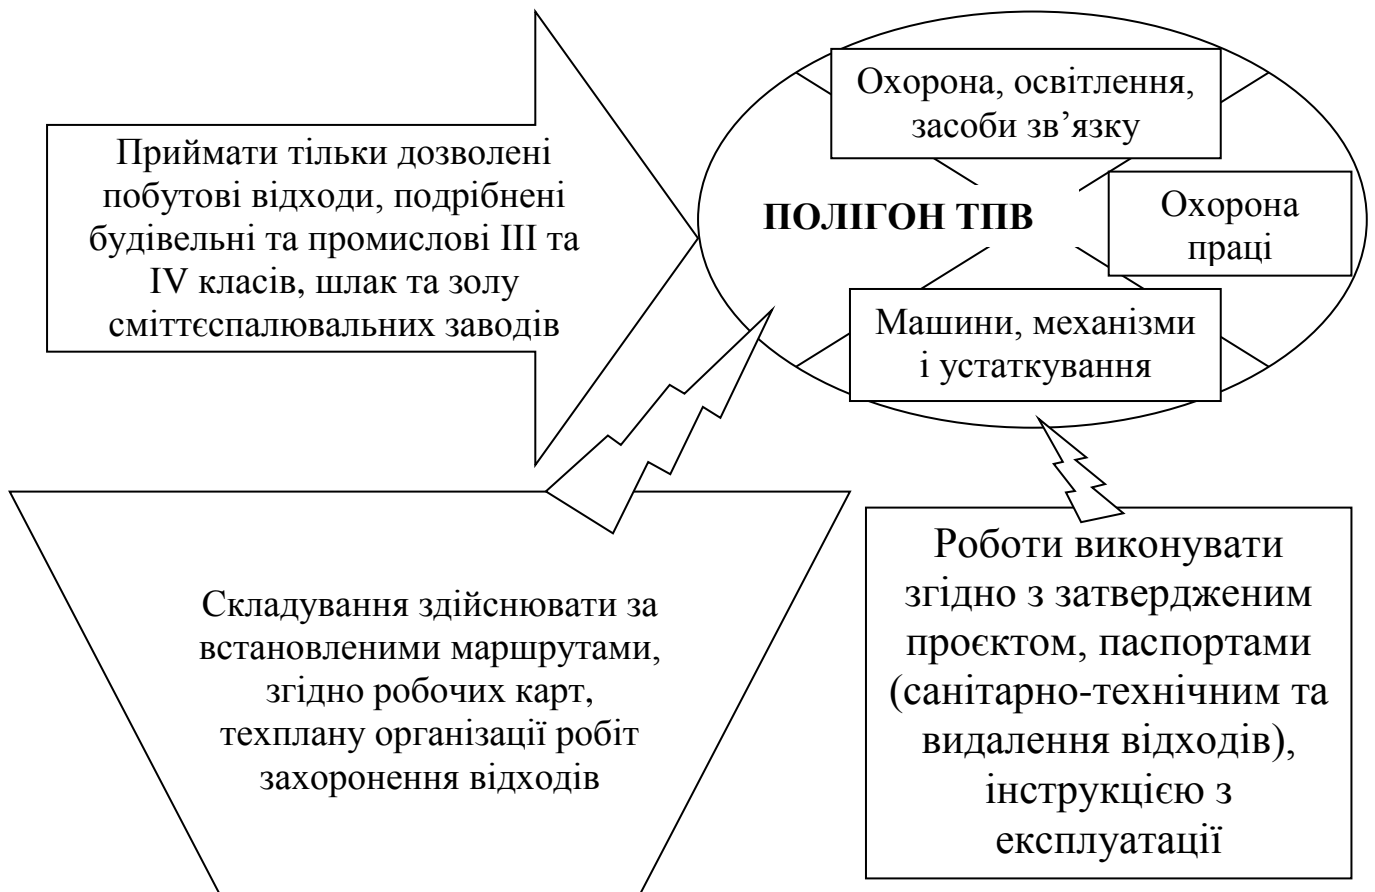 Приймати тільки дозволені
побутові відходи, подрібнені
будівельні та промислові III та
IV класів, шлак та золу
сміттєспалювальних заводів
Охорона, освітлення,
засоби зв’язку
ПОЛІГОН ТПВ
Охорона
праці
Машини, механізми
і устаткування
Складування здійснювати за
встановленими маршрутами,
згідно робочих карт,
техплану організації робіт
захоронення відходів
Роботи виконувати
згідно з затвердженим
проєктом, паспортами
(санітарно-технічним та
видалення відходів),
інструкцією з
експлуатації